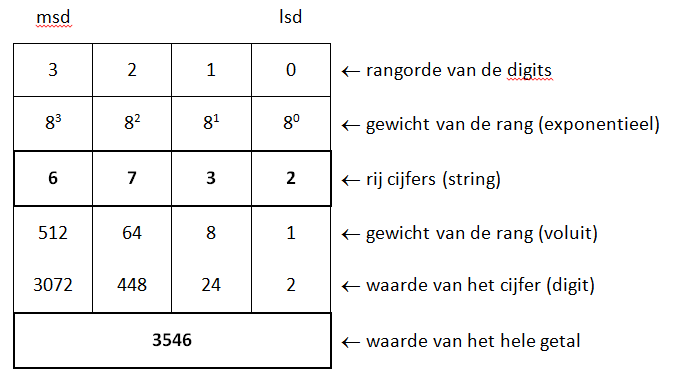 msd lsd
3 2 1 0 ← rangorde van de digits
8³ 8² 8¹ 8⁰ ← gewicht van de rang (exponentieel)
6 7 3 2 ← rij cijfers (string)
512 64 8 1 ← gewicht van de rang (voluit)
3072 448 24 2 ← waarde van het cijfer (digit)
3546 ← waarde van het hele getal